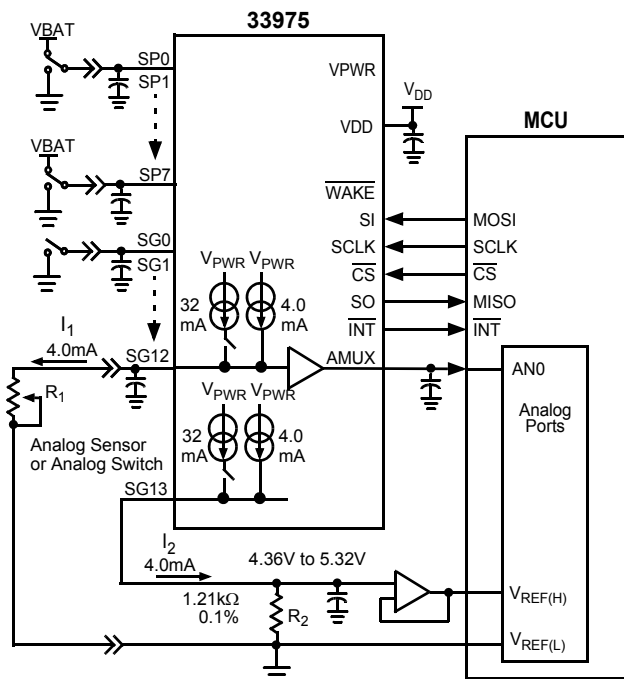 33975
VBAT
SP0
SP1
VPWR
VDD
VDD
MCU
VBAT
SP7
WAKE
SI
MOSI
SG0
SCLK
SCLK
SG1
CS
CS
VPWR VPWR
SO
MISO
32
mA
4.0
mA
INT
INT
I1
4.0mA
SG12
AMUX
AN0
R1
VPWR VPWR
Analog
Ports
Analog Sensor
or Analog Switch
32
mA
4.0
mA
SG13
I2
4.0mA
4.36V to 5.32V
1.21kΩ
0.1%
R2
VREF(H)
VREF(L)